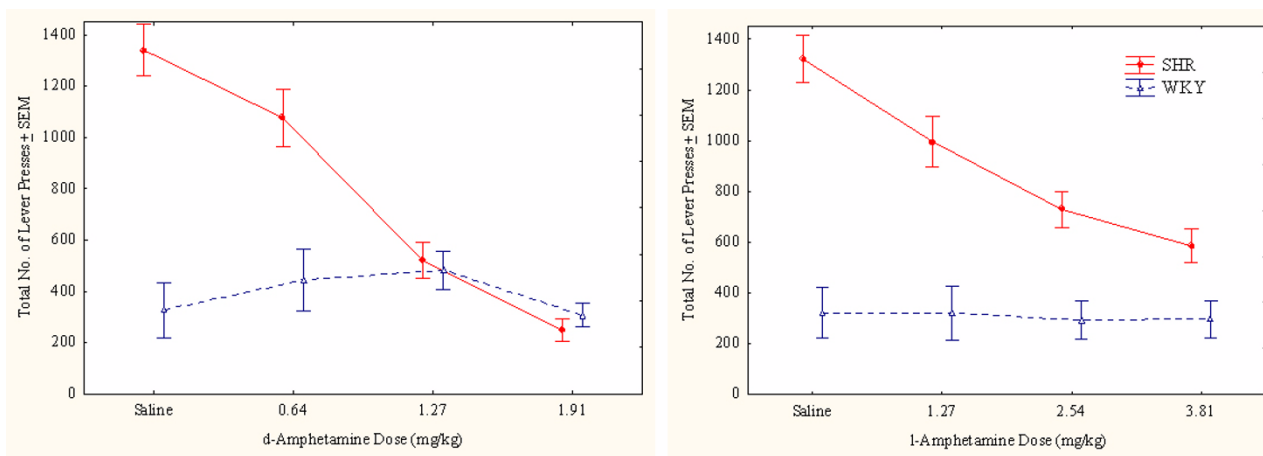 Total No. of Lever Presses ± SEM
1400
1200
1000
800
600
400
200
0
Saline
0.64
1.27
1.91
d-Amphetamine Dose (mg/kg)
Total No. of Lever Presses ± SEM
1400
1200
1000
800
600
400
200
0
SHR
WKY
Saline
1.27
2.54
3.81
l-Amphetamine Dose (mg/kg)